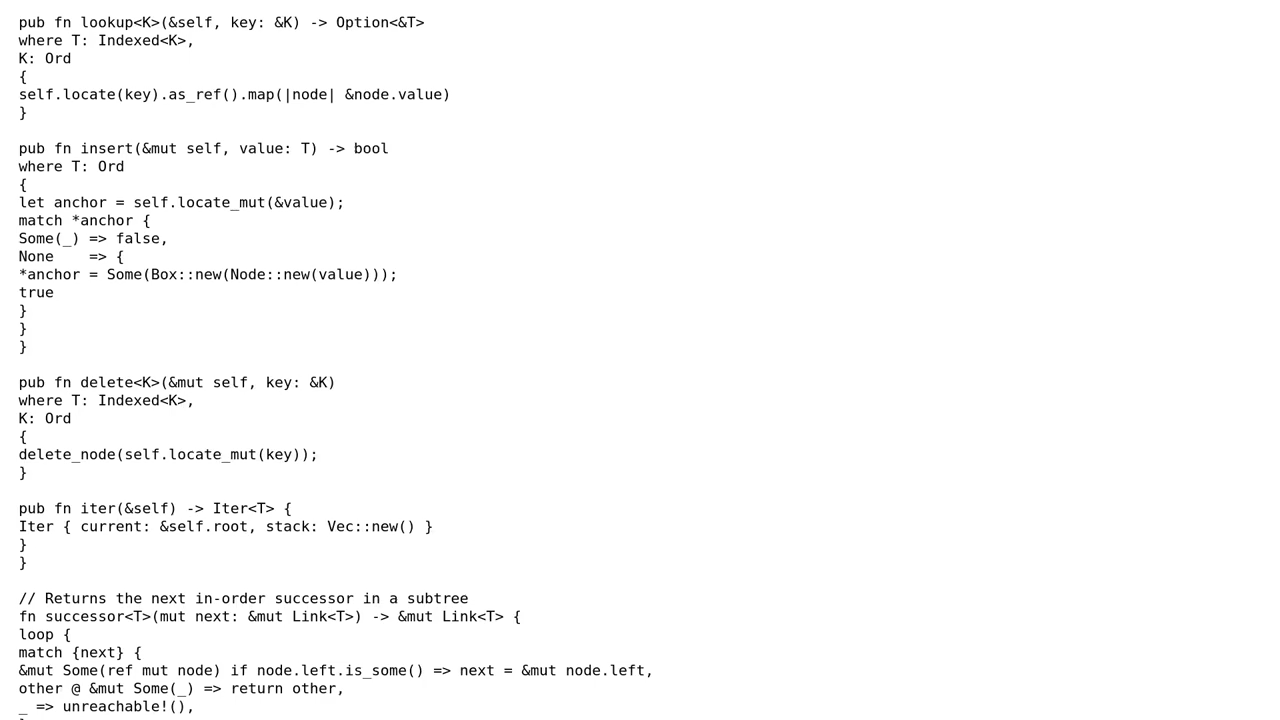 pub fn lookup<K>(&self, key: &K) -> Option<&T>
where T: Indexed<K>,
K: Ord
{
self.locate(key).as_ref().map(|node| &node.value)
}

pub fn insert(&mut self, value: T) -> bool
where T: Ord
{
let anchor = self.locate_mut(&value);
match *anchor {
Some(_) => false,
None    => {
*anchor = Some(Box::new(Node::new(value)));
true
}
}
}

pub fn delete<K>(&mut self, key: &K)
where T: Indexed<K>,
K: Ord
{
delete_node(self.locate_mut(key));
}

pub fn iter(&self) -> Iter<T> {
Iter { current: &self.root, stack: Vec::new() }
}
}

// Returns the next in-order successor in a subtree
fn successor<T>(mut next: &mut Link<T>) -> &mut Link<T> {
loop {
match {next} {
&mut Some(ref mut node) if node.left.is_some() => next = &mut node.left,
other @ &mut Some(_) => return other,
_ => unreachable!(),